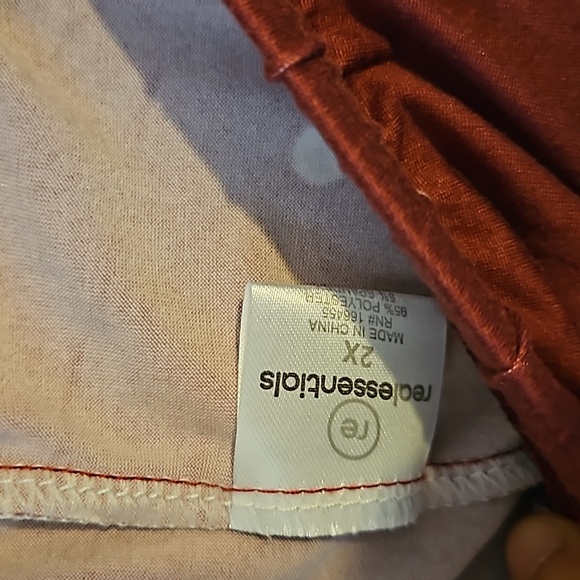 re
realessentials
2X
MADE IN CHINA
RN# 166455
95% POLYESTER